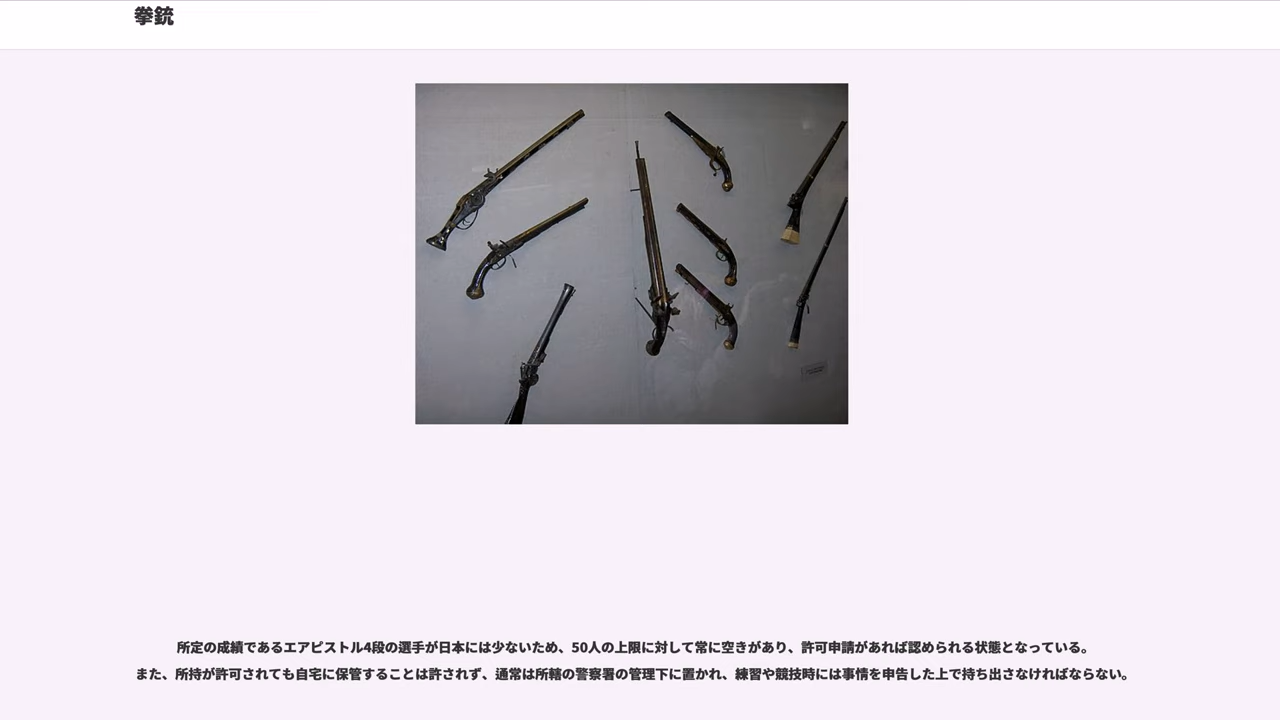 拳銃
所定の成績であるエアピストル4段の選手が日本には少ないため、50人の上限に対して常に空きがあり、許可申請があれば認められる状態となっている。
また、所持が許可されても自宅に保管することは許されず、通常は所轄の警察署の管理下に置かれ、練習や競技時には事情を申告した上で持ち出さなければならない。